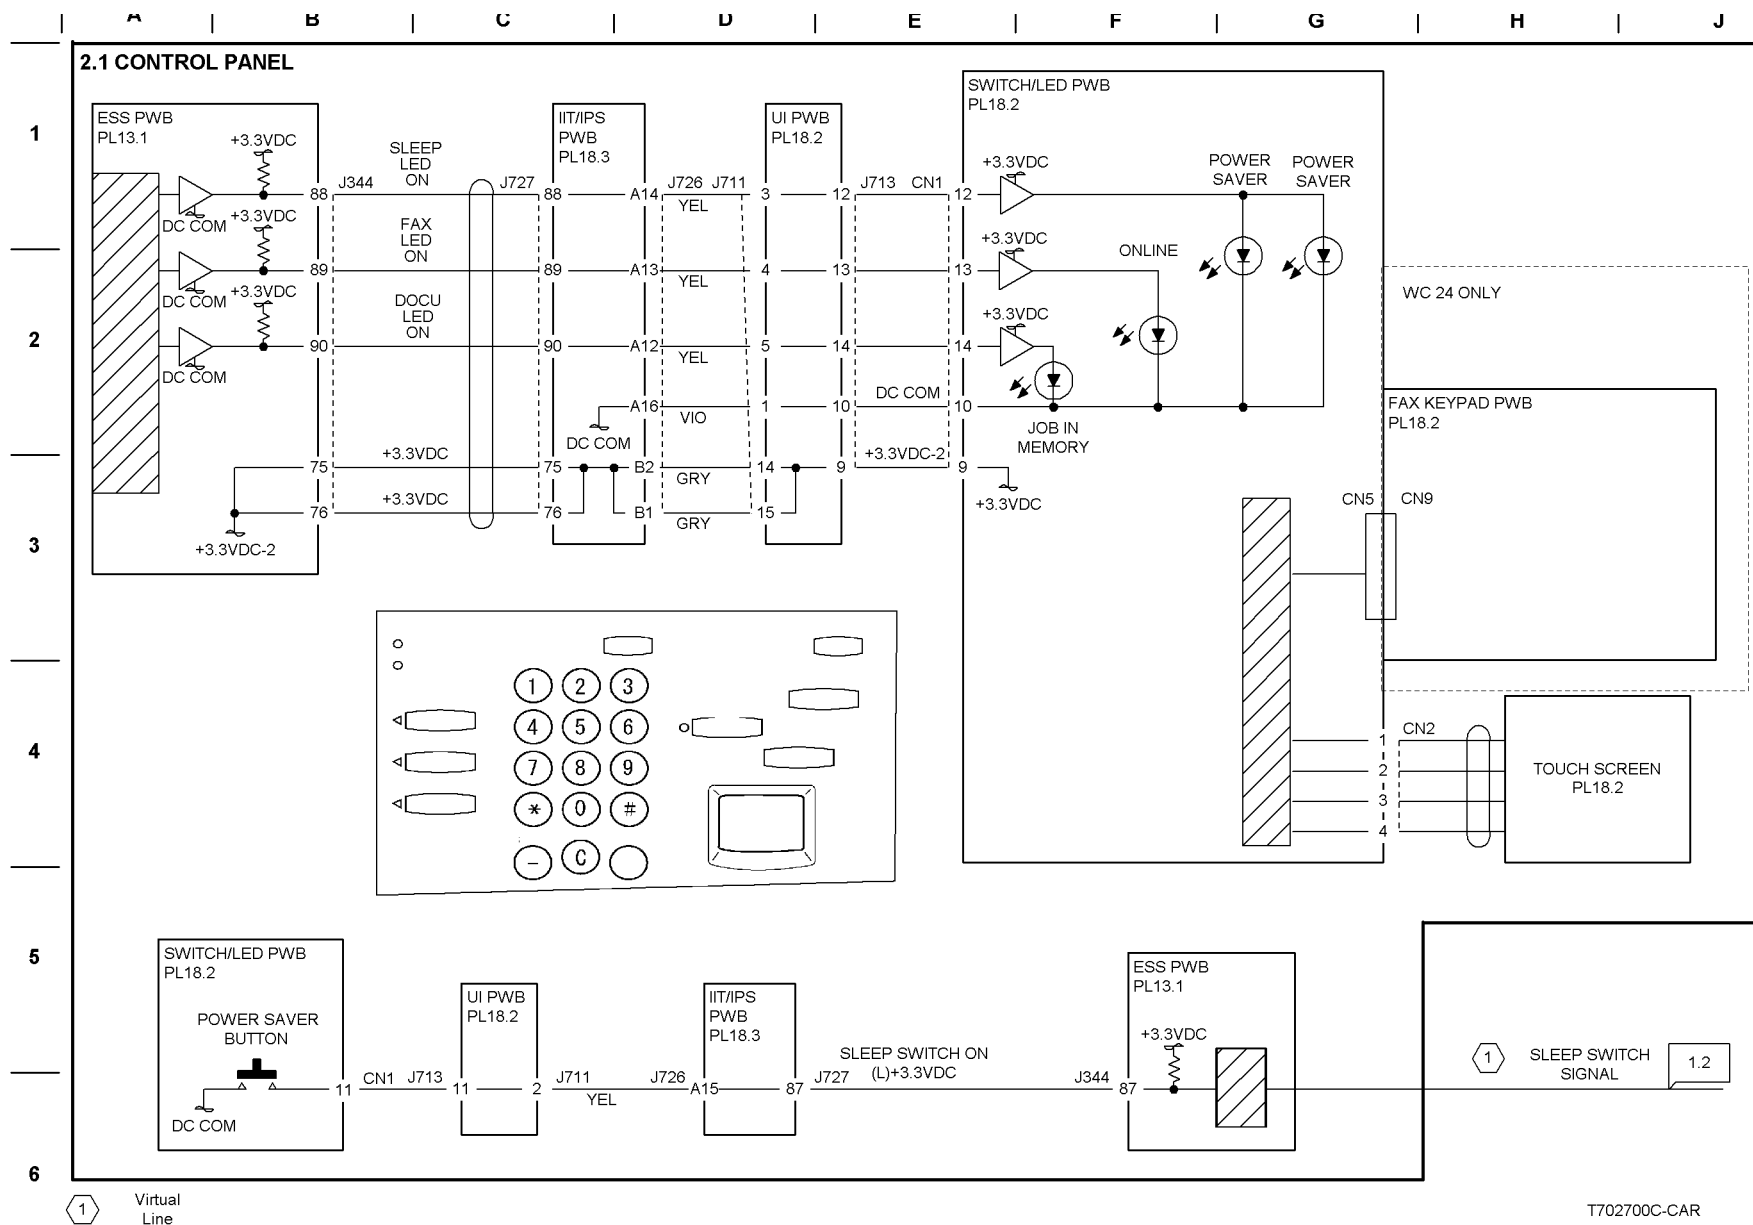 A B C D E F G H J
2.1 CONTROL PANEL
1
2
3
4
5
6
ESS PWB
PL13.1
+3.3VDC
DC COM
+3.3VDC
DC COM
+3.3VDC
DC COM
+3.3VDC-2
88
89
90
75
76
J344
SLEEP
LED
ON
J727
FAX
LED
ON
DOCU
LED
ON
+3.3VDC
+3.3VDC
IIT/IPS
PWB
PL18.3
88
89
90
75
76
DC COM
A14
A13
A12
A16
B2
B1
J726 J711
YEL
YEL
YEL
VIO
GRY
GRY
UI PWB
PL18.2
3
4
5
1
14
15
12
13
14
10
9
J713 CN1
DC COM
+3.3VDC-2
SWITCH/LED PWB
PL18.2
12
13
14
10
9
+3.3VDC
+3.3VDC
+3.3VDC
+3.3VDC
JOB IN
MEMORY
ONLINE
POWER
SAVER
POWER
SAVER
WC 24 ONLY
FAX KEYPAD PWB
PL18.2
CN5 CN9
1
2
3
4
CN2
TOUCH SCREEN
PL18.2
1 2 3
4 5 6
7 8 9
* 0 #
– C
SWITCH/LED PWB
PL18.2
POWER SAVER
BUTTON
DC COM
11
CN1 J713
UI PWB
PL18.2
11 2
J711 J726
YEL
IIT/IPS
PWB
PL18.3
A15 87
J727
SLEEP SWITCH ON
(L)+3.3VDC
J344
ESS PWB
PL13.1
+3.3VDC
87
1 SLEEP SWITCH
SIGNAL
1.2
1 Virtual
Line
T702700C-CAR